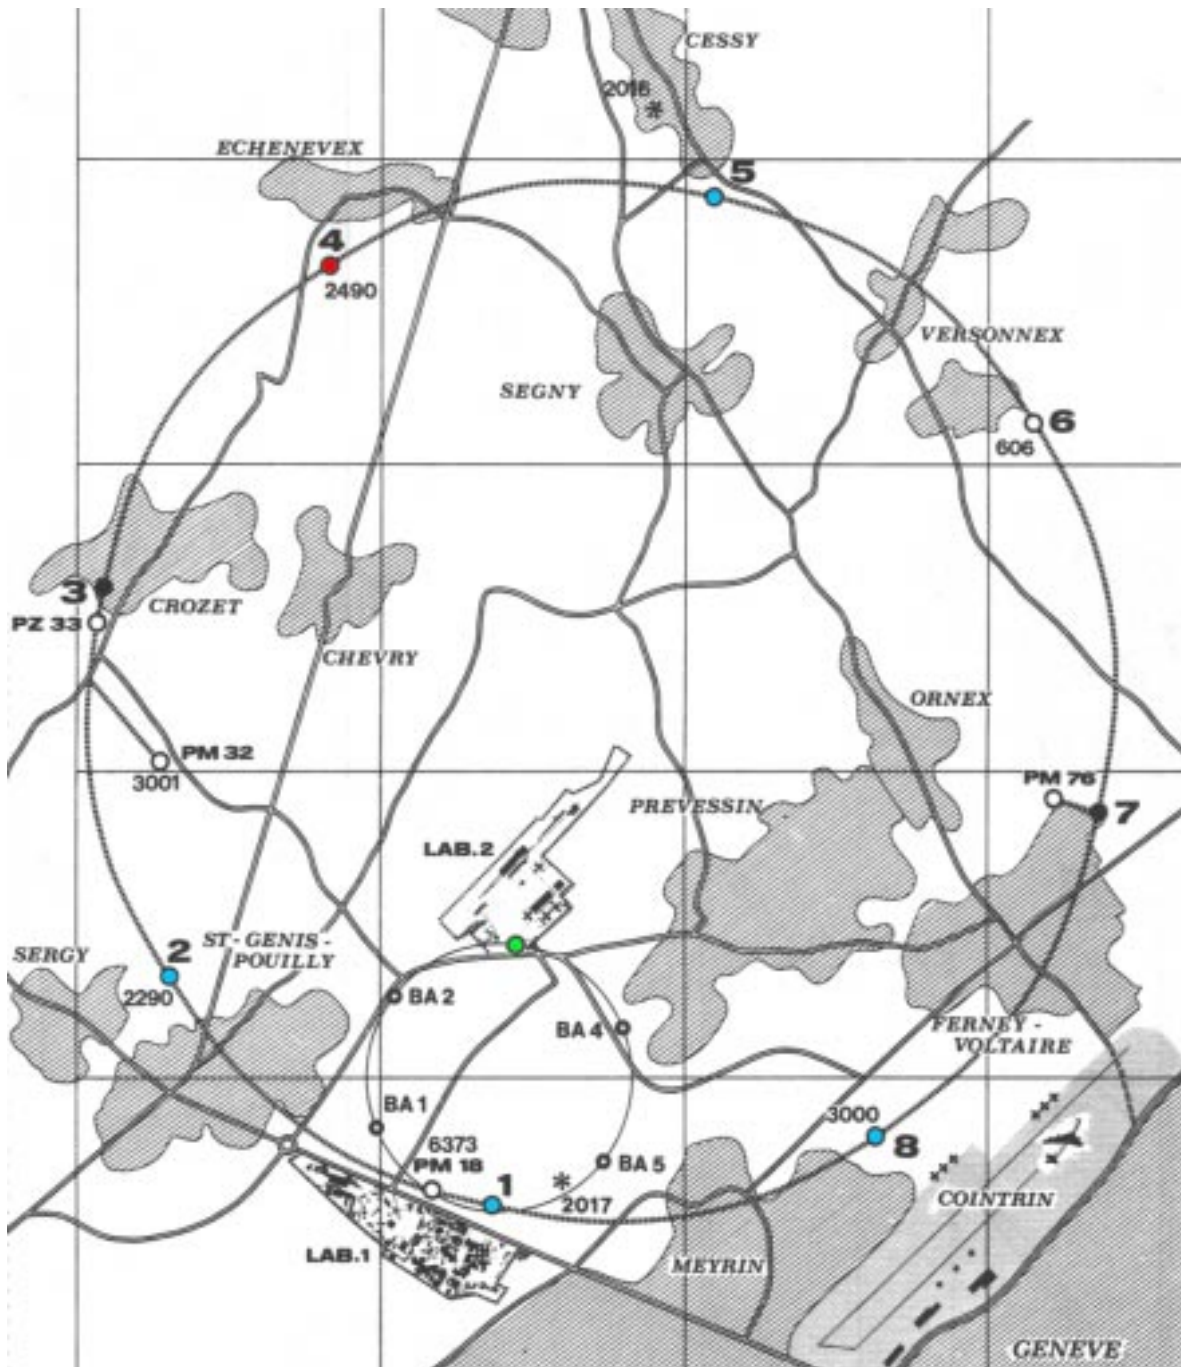 CESSY
2016
ECHENEVEX
5
4
2490
VERSONNEX
SEGNY
6
606
3
CROZET
PZ 33
CHEVRY
ORNEX
PM 32
3001
PM 76
PREVESSIN
7
LAB.2
ST-GENIS-
POUILLY
SERGY
2
2290
BA 2
BA 4
FERNEY-
VOLTAIRE
BA 1
3000
6373
8
PM 18
BA 5
1
2017
COINTRIN
LAB.1
MEYRIN
GENEVE